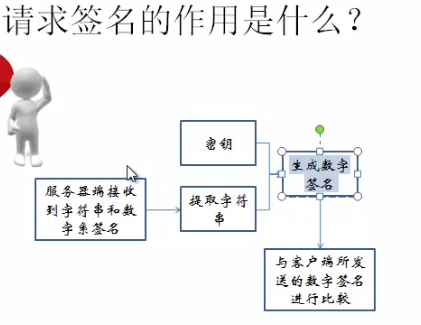 请求签名的作用是什么?
密钥
生成数字
签名
服务器端接收
到字符串和数
字亲签名
提取字符
串
与客户端所发
送的数字签名
进行比较